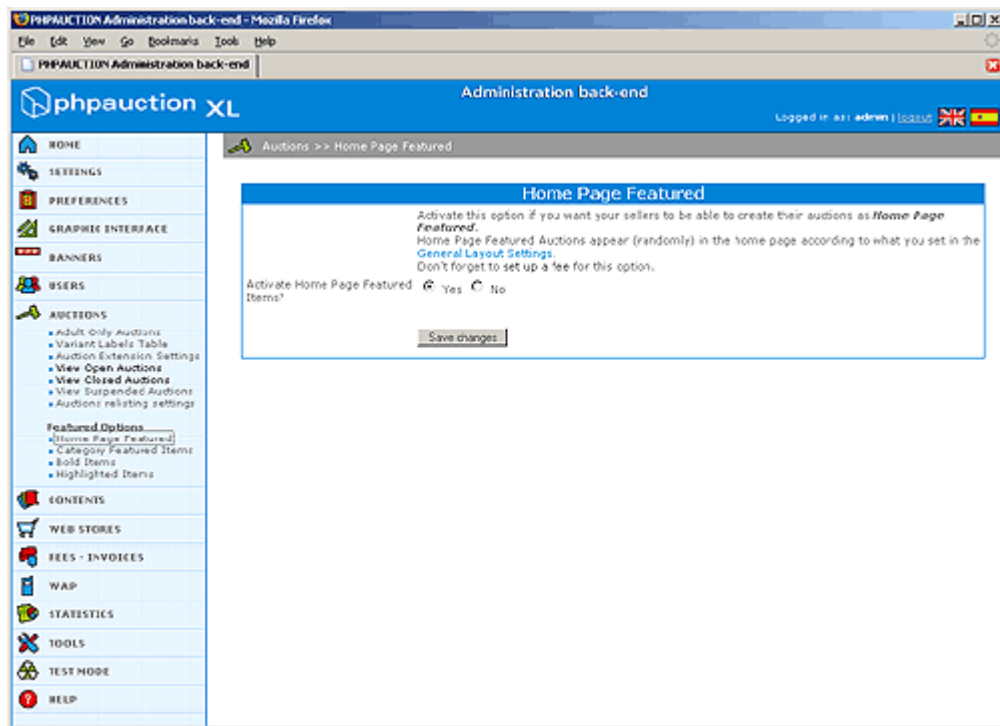 PHPAUCTION Administration back-end - Mozilla Firefox
File Edit View Go Bookmarks Tools Help
PHPAUCTION Administration back-end
phpauction XL
Administration back-end
Logged in as: admin | logout
HOME
SETTINGS
PREFERENCES
GRAPHIC INTERFACE
BANNERS
USERS
AUCTIONS
Adult Only Auctions
Variant Labels Table
Auction Extension Settings
View Open Auctions
View Closed Auctions
View Suspended Auctions
Auctions relisting settings
Featured Options
Home Page Featured
Category Featured Items
Bold Items
Highlighted Items
CONTENTS
WEB STORES
FEES - INVOICES
WAP
STATISTICS
TOOLS
TEST MODE
HELP
Auctions >> Home Page Featured
Home Page Featured
Activate this option if you want your sellers to be able to create their auctions as Home Page
Featured.
Home Page Featured Auctions appear (randomly) in the home page according to what you set in the
General Layout Settings.
Don't forget to set up a fee for this option.
Activate Home Page Featured
Items?
Yes No
Save changes